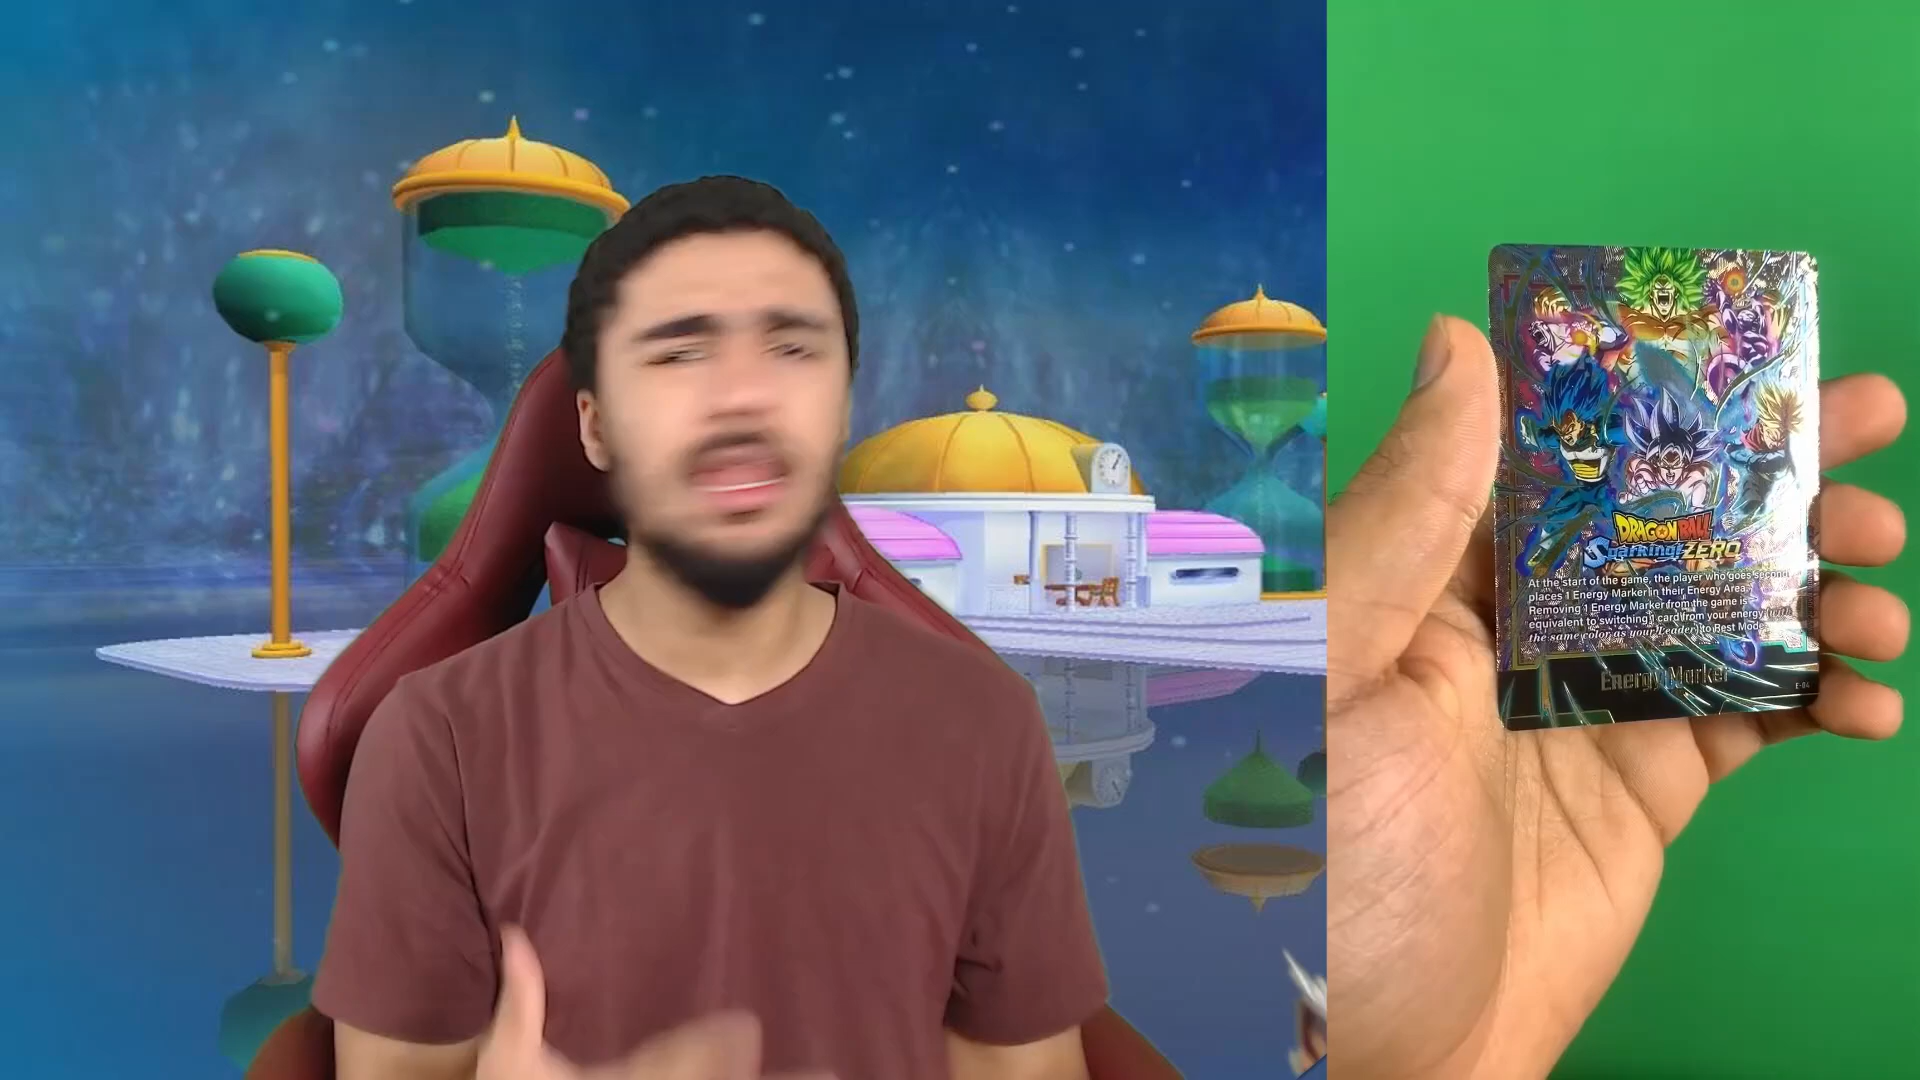 DRAGON BALL
Sparking! ZERO
At the start of the game, the player who goes second
places 1 Energy Marker in their Energy Area.
Removing 1 Energy Marker from the game is
equivalent to switching 1 card from your energy (with
the same color as your Leader) to Rest Mode.
Energy Marker
E-04